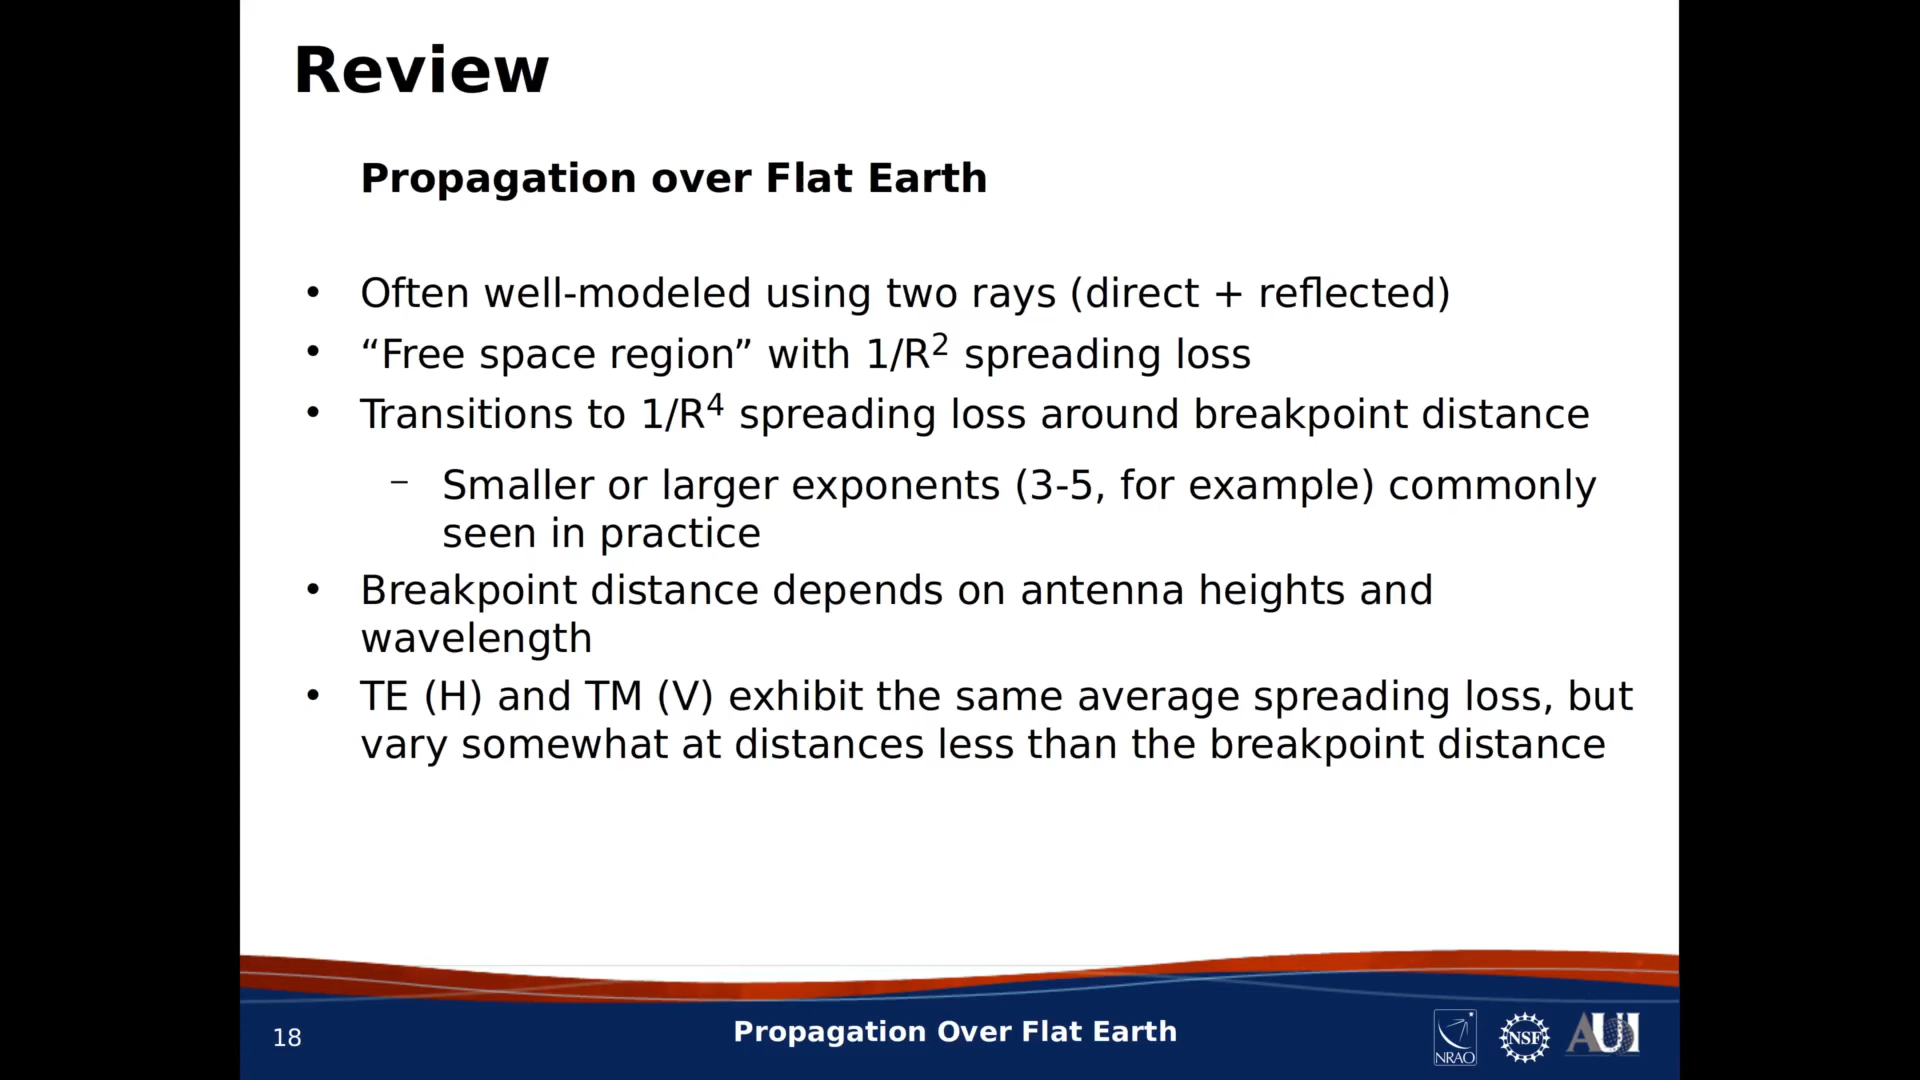 Review
Propagation over Flat Earth
• Often well-modeled using two rays (direct + reflected)
• “Free space region” with 1/R² spreading loss
• Transitions to 1/R⁴ spreading loss around breakpoint distance
– Smaller or larger exponents (3-5, for example) commonly
seen in practice
• Breakpoint distance depends on antenna heights and
wavelength
• TE (H) and TM (V) exhibit the same average spreading loss, but
vary somewhat at distances less than the breakpoint distance
18
Propagation Over Flat Earth
NRAO
NSF
AUI